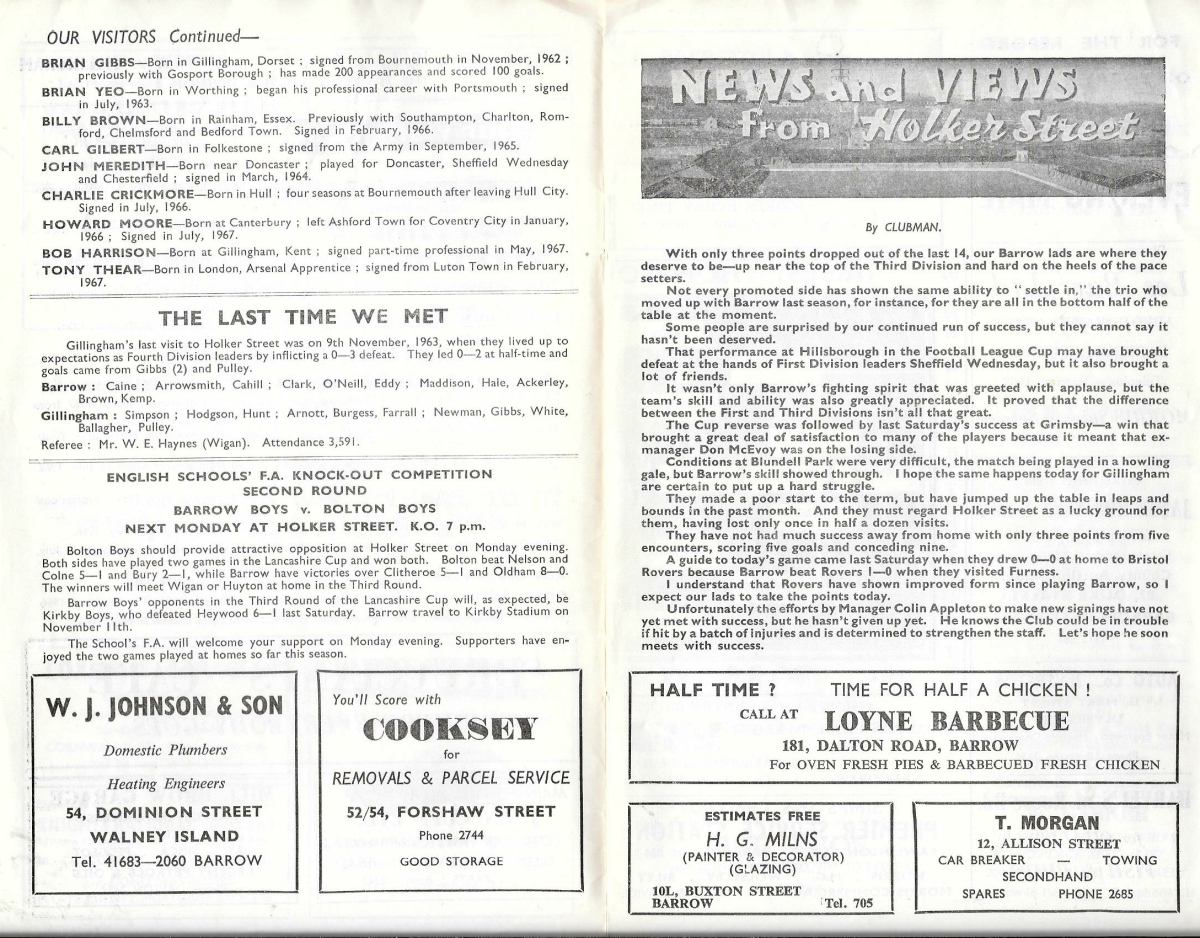 OUR VISITORS Continued—
BRIAN GIBBS—Born in Gillingham, Dorset ; signed from Bournemouth in November, 1962 ;
previously with Gosport Borough ; has made 200 appearances and scored 100 goals.
BRIAN YEO—Born in Worthing ; began his professional career with Portsmouth ; signed
in July, 1963.
BILLY BROWN—Born in Rainham, Essex. Previously with Southampton, Charlton, Rom-
ford, Chelmsford and Bedford Town. Signed in February, 1966.
CARL GILBERT—Born in Folkestone ; signed from the Army in September, 1965.
JOHN MEREDITH—Born near Doncaster ; played for Doncaster, Sheffield Wednesday
and Chesterfield ; signed in March, 1964.
CHARLIE CRICKMORE—Born in Hull ; four seasons at Bournemouth after leaving Hull City.
Signed in July, 1966.
HOWARD MOORE—Born at Canterbury ; left Ashford Town for Coventry City in January,
1966 ; Signed in July, 1967.
BOB HARRISON—Born at Gillingham, Kent ; signed part-time professional in May, 1967.
TONY THEAR—Born in London, Arsenal Apprentice ; signed from Luton Town in February,
1967.
THE LAST TIME WE MET
Gillingham's last visit to Holker Street was on 9th November, 1963, when they lived up to
expectations as Fourth Division leaders by inflicting a 0—3 defeat. They led 0—2 at half-time and
goals came from Gibbs (2) and Pulley.
Barrow : Caine ; Arrowsmith, Cahill ; Clark, O'Neill, Eddy ; Maddison, Hale, Ackerley,
Brown, Kemp.
Gillingham : Simpson ; Hodgson, Hunt ; Arnott, Burgess, Farrall ; Newman, Gibbs, White,
Ballagher, Pulley.
Referee : Mr. W. E. Haynes (Wigan). Attendance 3,591.
ENGLISH SCHOOLS' F.A. KNOCK-OUT COMPETITION
SECOND ROUND
BARROW BOYS v. BOLTON BOYS
NEXT MONDAY AT HOLKER STREET. K.O. 7 p.m.
Bolton Boys should provide attractive opposition at Holker Street on Monday evening.
Both sides have played two games in the Lancashire Cup and won both. Bolton beat Nelson and
Colne 5—1 and Bury 2—1, while Barrow have victories over Clitheroe 5—1 and Oldham 8—0.
The winners will meet Wigan or Huyton at home in the Third Round.
Barrow Boys' opponents in the Third Round of the Lancashire Cup will, as expected, be
Kirkby Boys, who defeated Heywood 6—1 last Saturday. Barrow travel to Kirkby Stadium on
November 11th.
The School's F.A. will welcome your support on Monday evening. Supporters have en-
joyed the two games played at homes so far this season.
W. J. JOHNSON & SON
Domestic Plumbers
Heating Engineers
54, DOMINION STREET
WALNEY ISLAND
Tel. 41683—2060 BARROW
You'll Score with
COOKSEY
for
REMOVALS & PARCEL SERVICE
52/54, FORSHAW STREET
Phone 2744
GOOD STORAGE
NEWS and VIEWS
From Holker Street
By CLUBMAN.
With only three points dropped out of the last 14, our Barrow lads are where they
deserve to be—up near the top of the Third Division and hard on the heels of the pace
setters.
Not every promoted side has shown the same ability to " settle in," the trio who
moved up with Barrow last season, for instance, for they are all in the bottom half of the
table at the moment.
Some people are surprised by our continued run of success, but they cannot say it
hasn't been deserved.
That performance at Hillsborough in the Football League Cup may have brought
defeat at the hands of First Division leaders Sheffield Wednesday, but it also brought a
lot of friends.
It wasn't only Barrow's fighting spirit that was greeted with applause, but the
team's skill and ability was also greatly appreciated. It proved that the difference
between the First and Third Divisions isn't all that great.
The Cup reverse was followed by last Saturday's success at Grimsby—a win that
brought a great deal of satisfaction to many of the players because it meant that ex-
manager Don McEvoy was on the losing side.
Conditions at Blundell Park were very difficult, the match being played in a howling
gale, but Barrow's skill showed through. I hope the same happens today for Gillingham
are certain to put up a hard struggle.
They made a poor start to the term, but have jumped up the table in leaps and
bounds in the past month. And they must regard Holker Street as a lucky ground for
them, having lost only once in half a dozen visits.
They have not had much success away from home with only three points from five
encounters, scoring five goals and conceding nine.
A guide to today's game came last Saturday when they drew 0—0 at home to Bristol
Rovers because Barrow beat Rovers 1—0 when they visited Furness.
I understand that Rovers have shown improved form since playing Barrow, so I
expect our lads to take the points today.
Unfortunately the efforts by Manager Colin Appleton to make new signings have not
yet met with success, but he hasn't given up yet. He knows the Club could be in trouble
if hit by a batch of injuries and is determined to strengthen the staff. Let's hope he soon
meets with success.
HALF TIME ? TIME FOR HALF A CHICKEN !
CALL AT LOYNE BARBECUE
181, DALTON ROAD, BARROW
For OVEN FRESH PIES & BARBECUED FRESH CHICKEN
ESTIMATES FREE
H. G. MILNS
(PAINTER & DECORATOR)
(GLAZING)
10L, BUXTON STREET
BARROW Tel. 705
T. MORGAN
12, ALLISON STREET
CAR BREAKER — TOWING
SECONDHAND
SPARES PHONE 2685